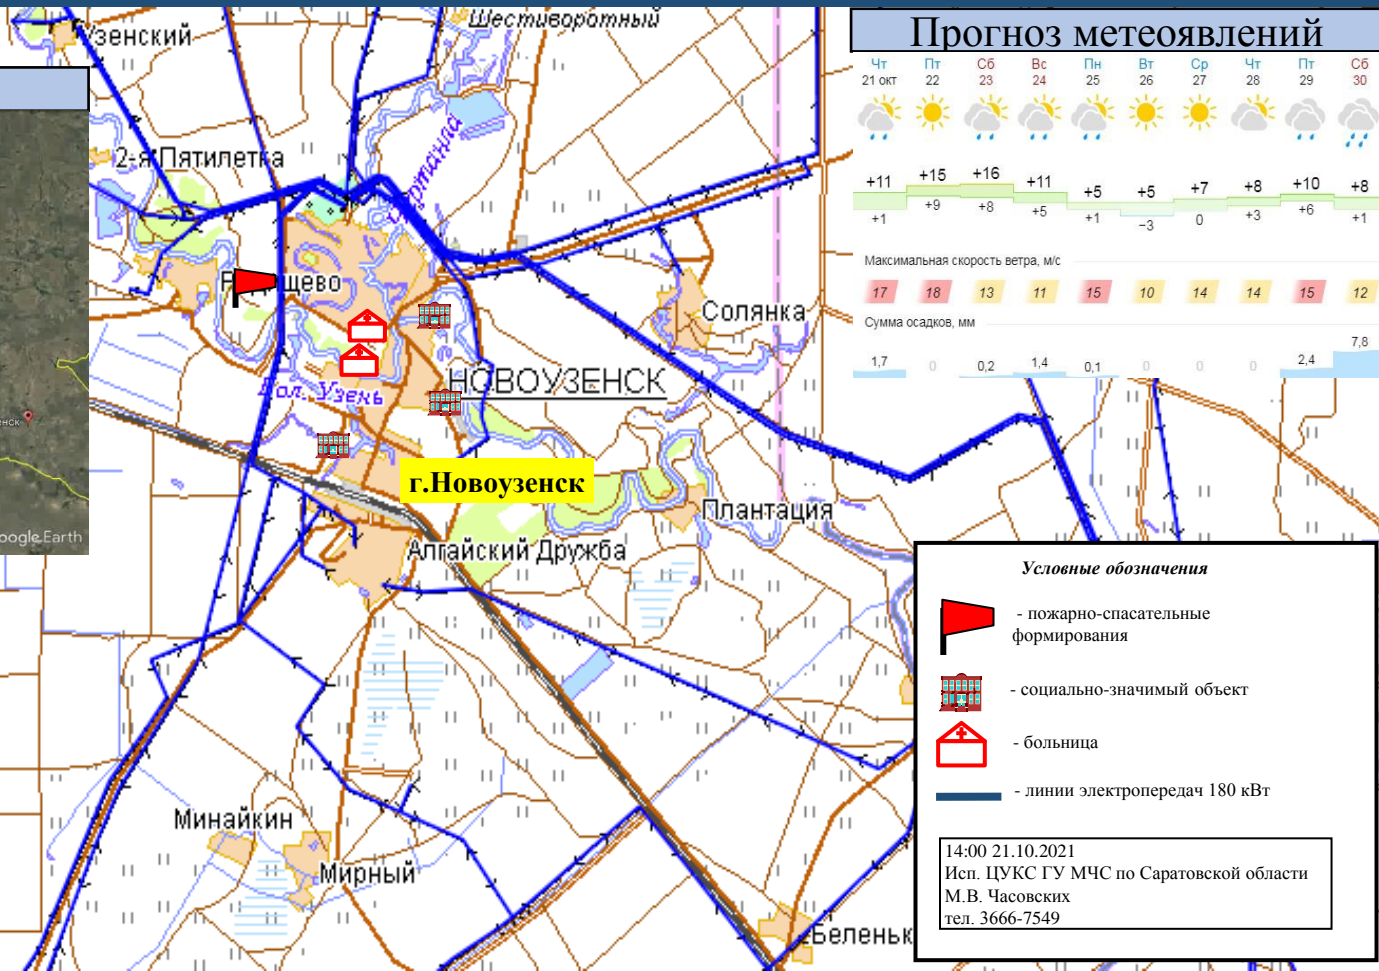 Узенский
Шестиворотный
2-я Пятилетка
Чертанла
Солянка
НОВОУЗЕНСК
Бол. Узень
г.Новоузенск
Плантация
Алгайский Дружба
Минайкин
Мирный
oogle Earth
Прогноз метеоявлений
Чт Пт Сб Вс Пн Вт Ср Чт Пт Сб
21 окт 22 23 24 25 26 27 28 29 30
+11 +15 +16 +11 +5 +5 +7 +8 +10 +8
+1 +9 +8 +5 +1 −3 0 +3 +6 +1
Максимальная скорость ветра, м/с
17 18 13 11 15 10 14 14 15 12
Сумма осадков, мм
1,7 0 0,2 1,4 0,1 0 0 0 2,4 7,8
Условные обозначения
- пожарно-спасательные
формирования
- социально-значимый объект
- больница
- линии электропередач 180 кВт
14:00 21.10.2021
Исп. ЦУКС ГУ МЧС по Саратовской области
М.В. Часовских
тел. 3666-7549
Беленьк